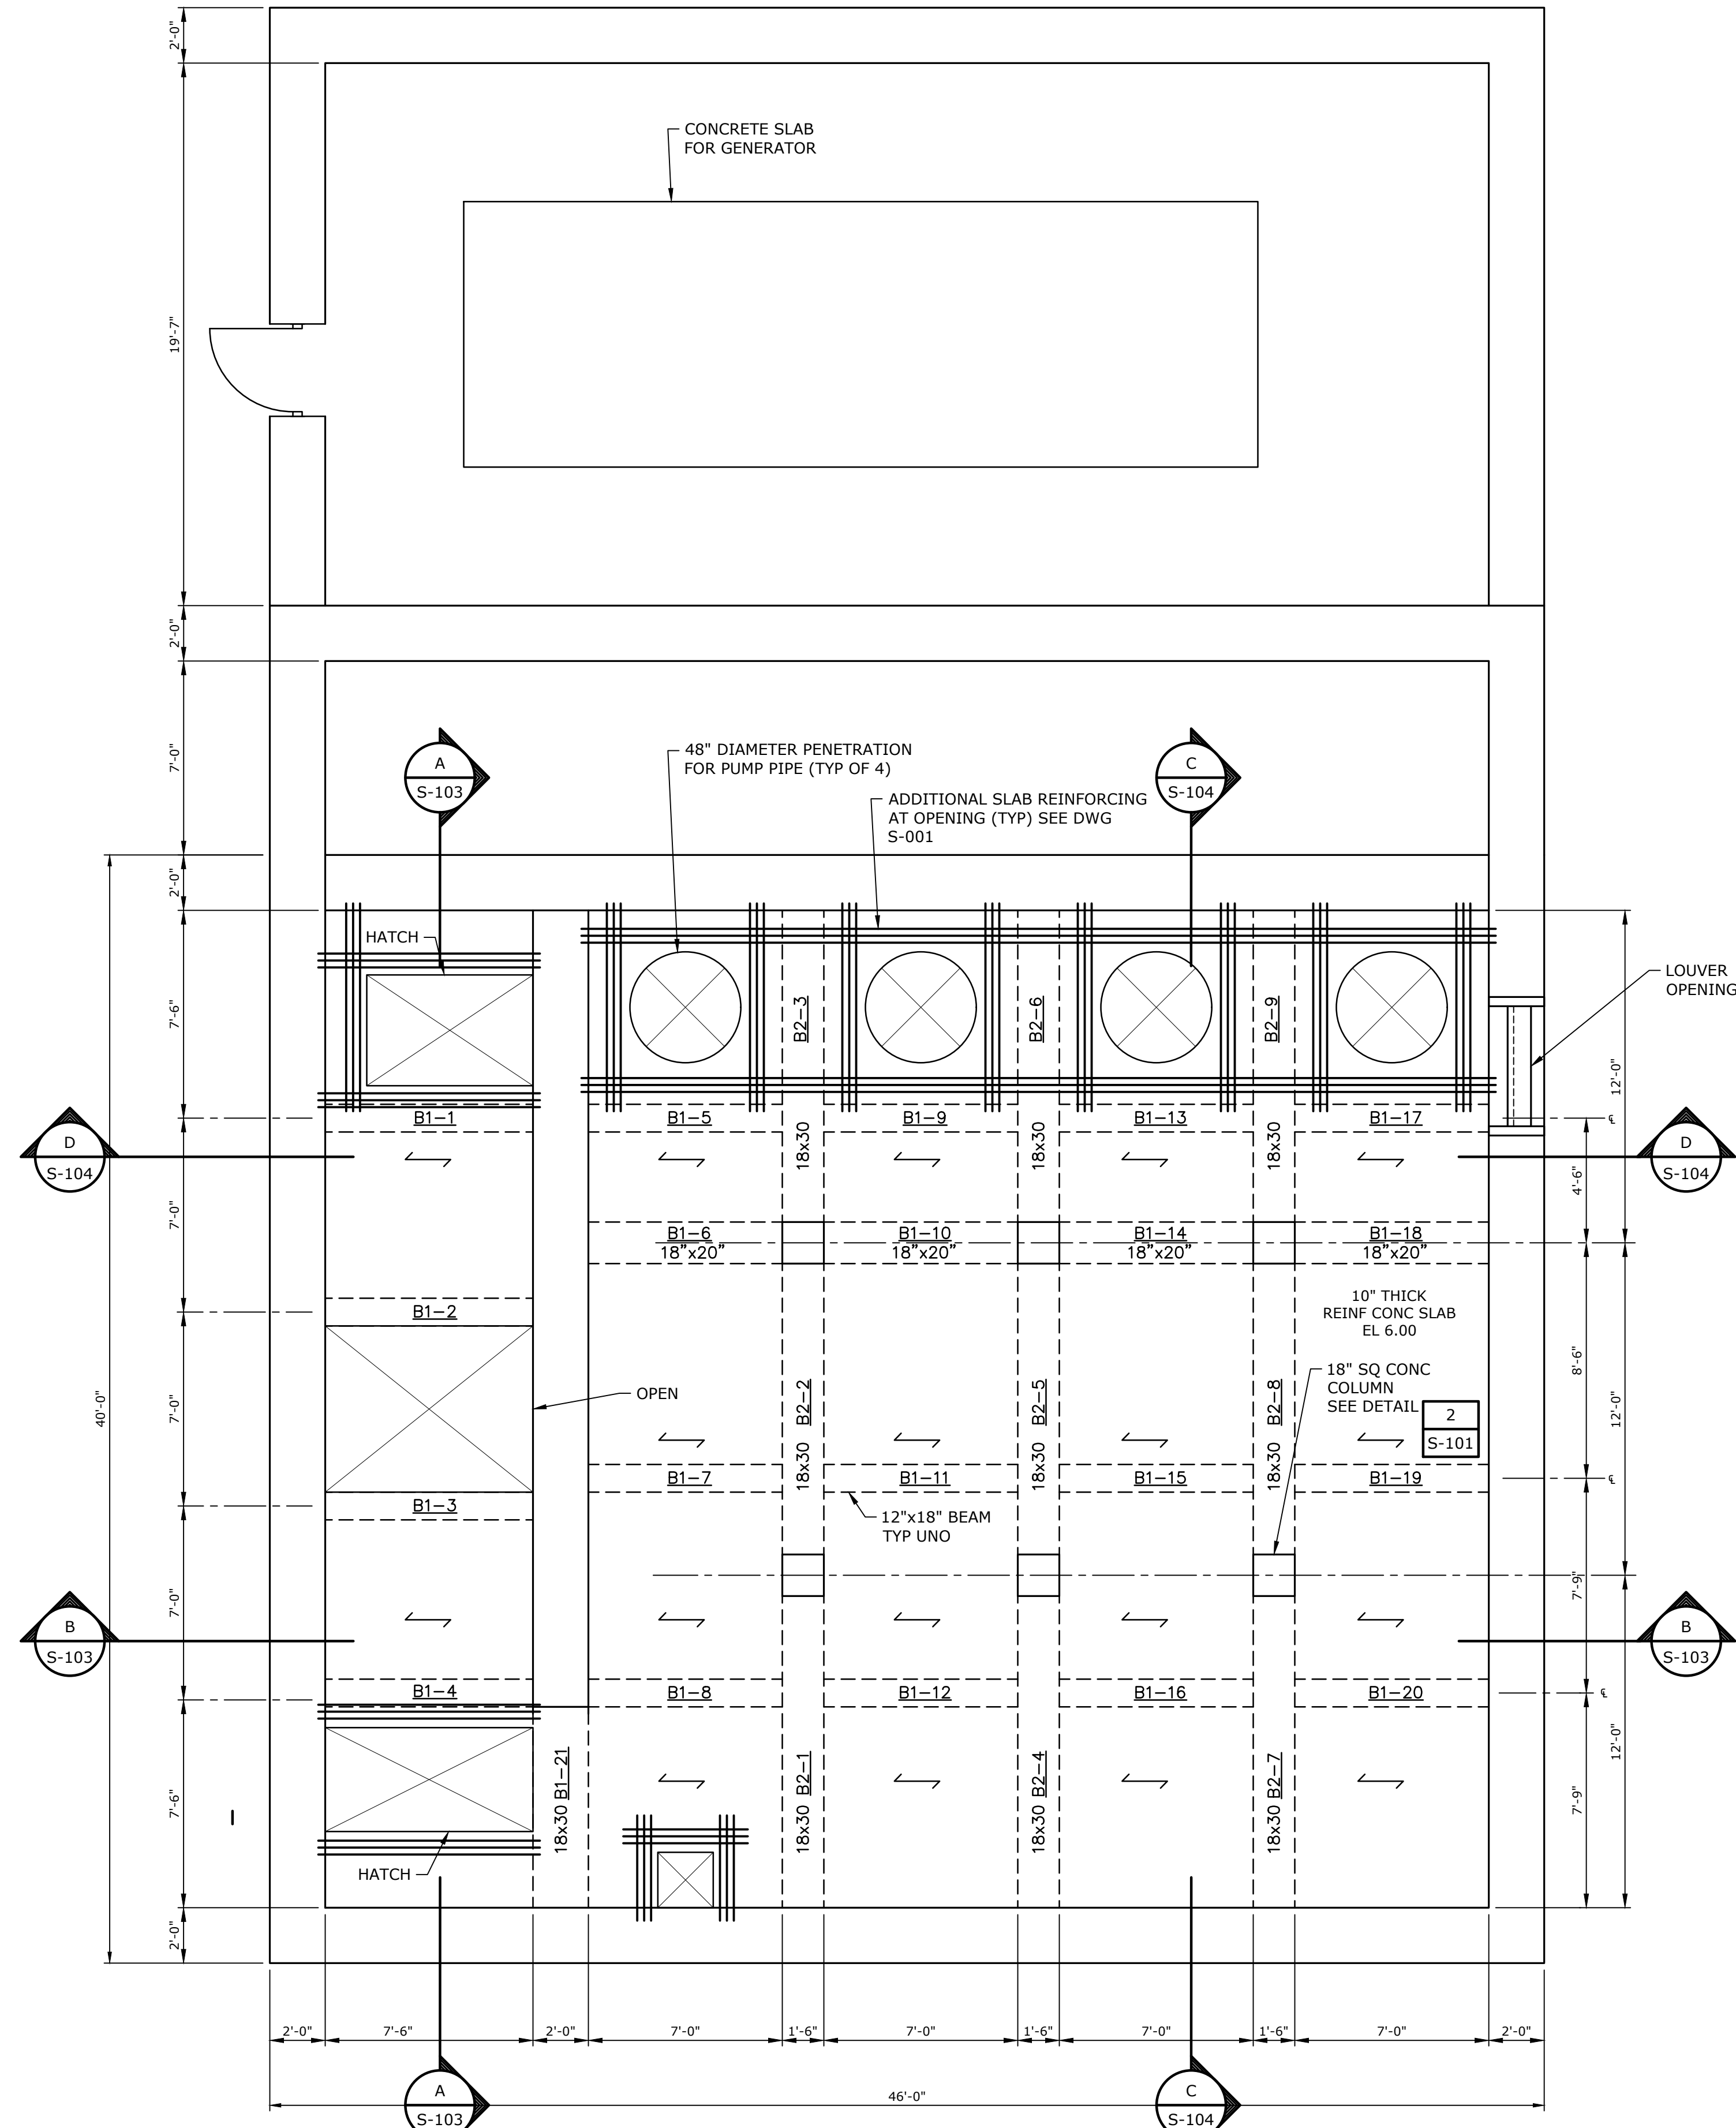 2'-0"
CONCRETE SLAB
FOR GENERATOR
19'-7"
2'-0"
7'-0"
A
S-103
48" DIAMETER PENETRATION
FOR PUMP PIPE (TYP OF 4)
C
S-104
ADDITIONAL SLAB REINFORCING
AT OPENING (TYP) SEE DWG
S-001
2'-0"
HATCH
LOUVER
OPENING
7'-6"
B2-3
B2-6
B2-9
12'-0"
B1-1
B1-5
B1-9
B1-13
B1-17
℄
18x30
18x30
18x30
D
S-104
D
S-104
4'-6"
7'-0"
B1-6
18"x20"
B1-10
18"x20"
B1-14
18"x20"
B1-18
18"x20"
10" THICK
REINF CONC SLAB
EL 6.00
B1-2
8'-6"
18" SQ CONC
COLUMN
SEE DETAIL
2
S-101
40'-0"
7'-0"
OPEN
18x30 B2-2
18x30 B2-5
18x30 B2-8
12'-0"
B1-7
B1-11
B1-15
B1-19
℄
B1-3
12"x18" BEAM
TYP UNO
7'-0"
7'-9"
B
S-103
B
S-103
B1-4
B1-8
B1-12
B1-16
B1-20
℄
12'-0"
7'-6"
18x30 B1-21
18x30 B2-1
18x30 B2-4
18x30 B2-7
7'-9"
HATCH
2'-0"
2'-0"
7'-6"
2'-0"
7'-0"
1'-6"
7'-0"
1'-6"
7'-0"
1'-6"
7'-0"
2'-0"
46'-0"
A
S-103
C
S-104